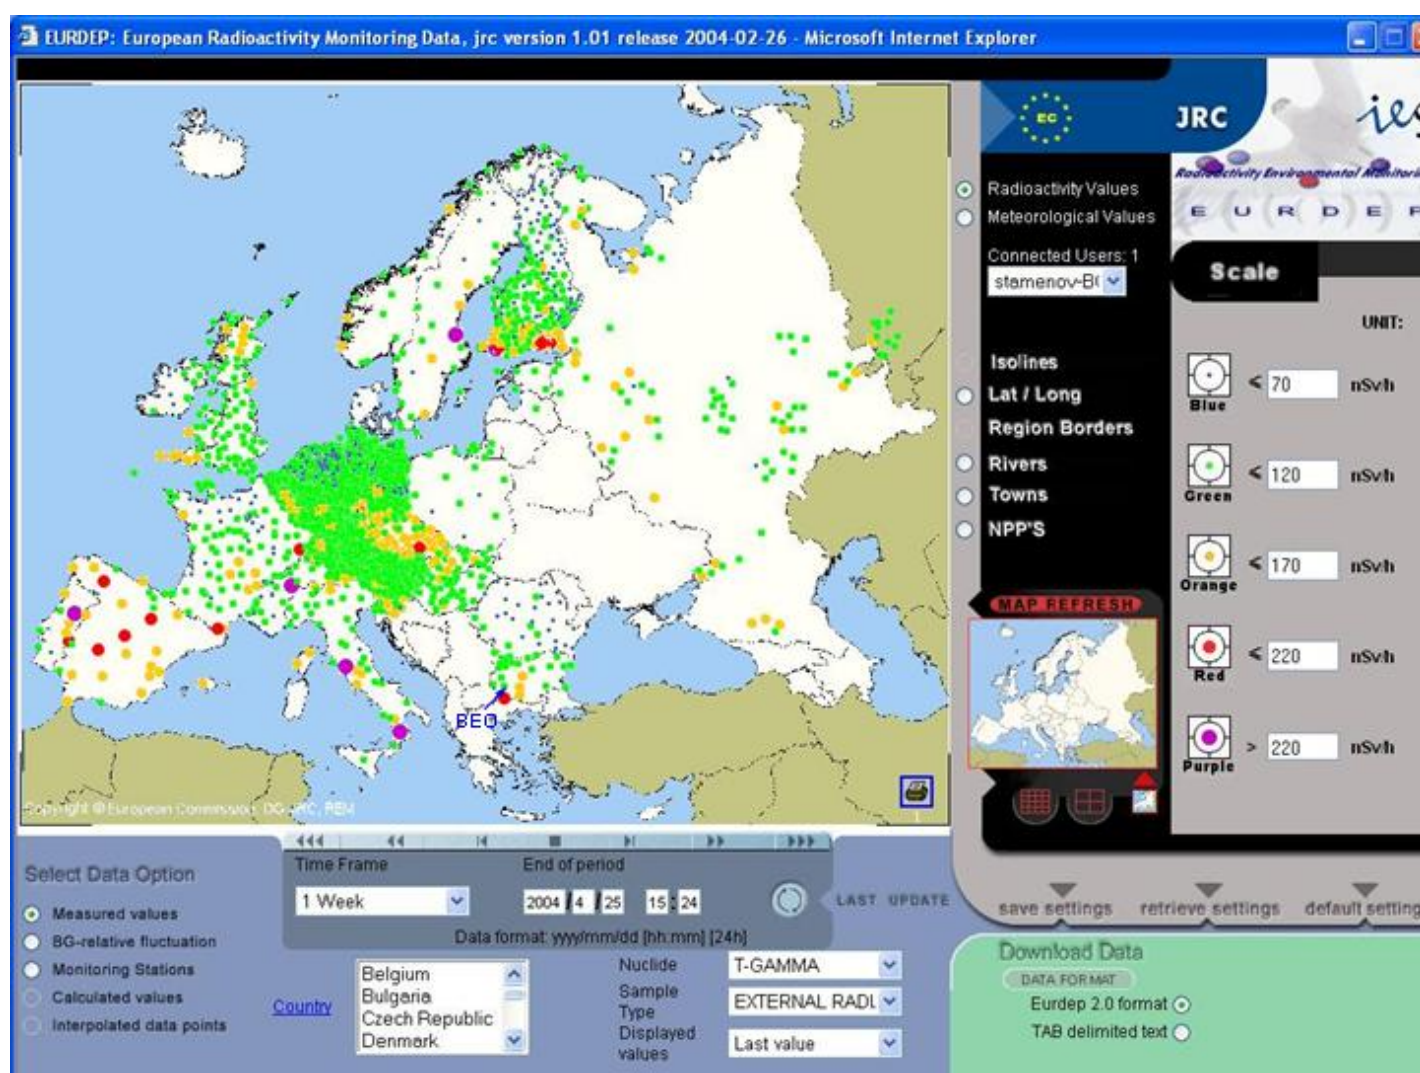 EURDEP: European Radioactivity Monitoring Data, jrc version 1.01 release 2004-02-26 - Microsoft Internet Explorer
EC
JRC
ies
Radioactivity Environmental Monitoring
EURDEP
Radioactivity Values
Meteorological Values
Connected Users: 1
stamenov-B
Isolines
Lat / Long
Region Borders
Rivers
Towns
NPP'S
MAP REFRESH
Scale
UNIT:
Blue
≤ 70 nSv/h
Green
≤ 120 nSv/h
Orange
≤ 170 nSv/h
Red
≤ 220 nSv/h
Purple
> 220 nSv/h
BEO
Copyright © European Commission, DG JRC, REM
Select Data Option
Measured values
BG-relative fluctuation
Monitoring Stations
Calculated values
Interpolated data points
Time Frame
1 Week
End of period
2004 / 4 / 25 15 : 24
LAST UPDATE
Data format: yyyy/mm/dd [hh:mm] [24h]
Country
Belgium
Bulgaria
Czech Republic
Denmark
Nuclide
T-GAMMA
Sample Type
EXTERNAL RADI
Displayed values
Last value
save settings
retrieve settings
default setting
Download Data
DATA FORMAT
Eurdep 2.0 format
TAB delimited text